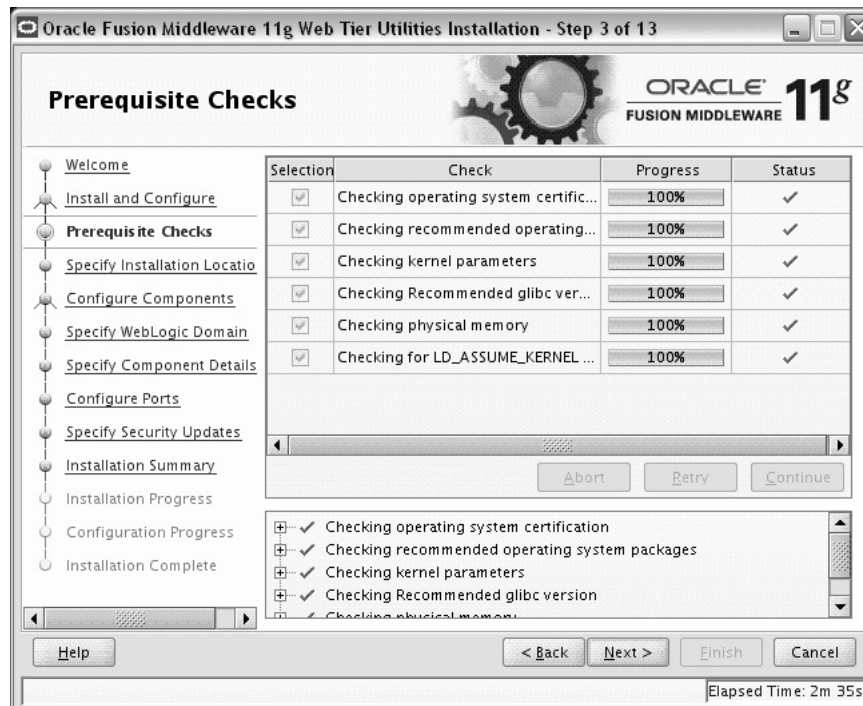 Oracle Fusion Middleware 11g Web Tier Utilities Installation - Step 3 of 13
Prerequisite Checks
ORACLE
FUSION MIDDLEWARE
11g
Welcome
Install and Configure
Prerequisite Checks
Specify Installation Locatio
Configure Components
Specify WebLogic Domain
Specify Component Details
Configure Ports
Specify Security Updates
Installation Summary
Installation Progress
Configuration Progress
Installation Complete
Selection Check Progress Status
Checking operating system certific... 100%
Checking recommended operating... 100%
Checking kernel parameters 100%
Checking Recommended glibc ver... 100%
Checking physical memory 100%
Checking for LD_ASSUME_KERNEL ... 100%
Abort Retry Continue
Checking operating system certification
Checking recommended operating system packages
Checking kernel parameters
Checking Recommended glibc version
Checking physical memory
Help < Back Next > Finish Cancel
Elapsed Time: 2m 35s